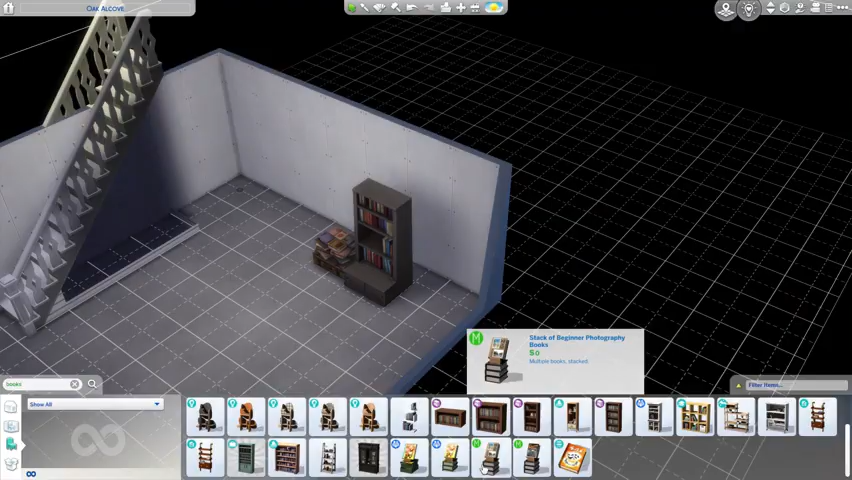 OAK ALCOVE
M
Stack of Beginner Photography
Books
§0
Multiple books, stacked.
books
Filter Items...
Show All